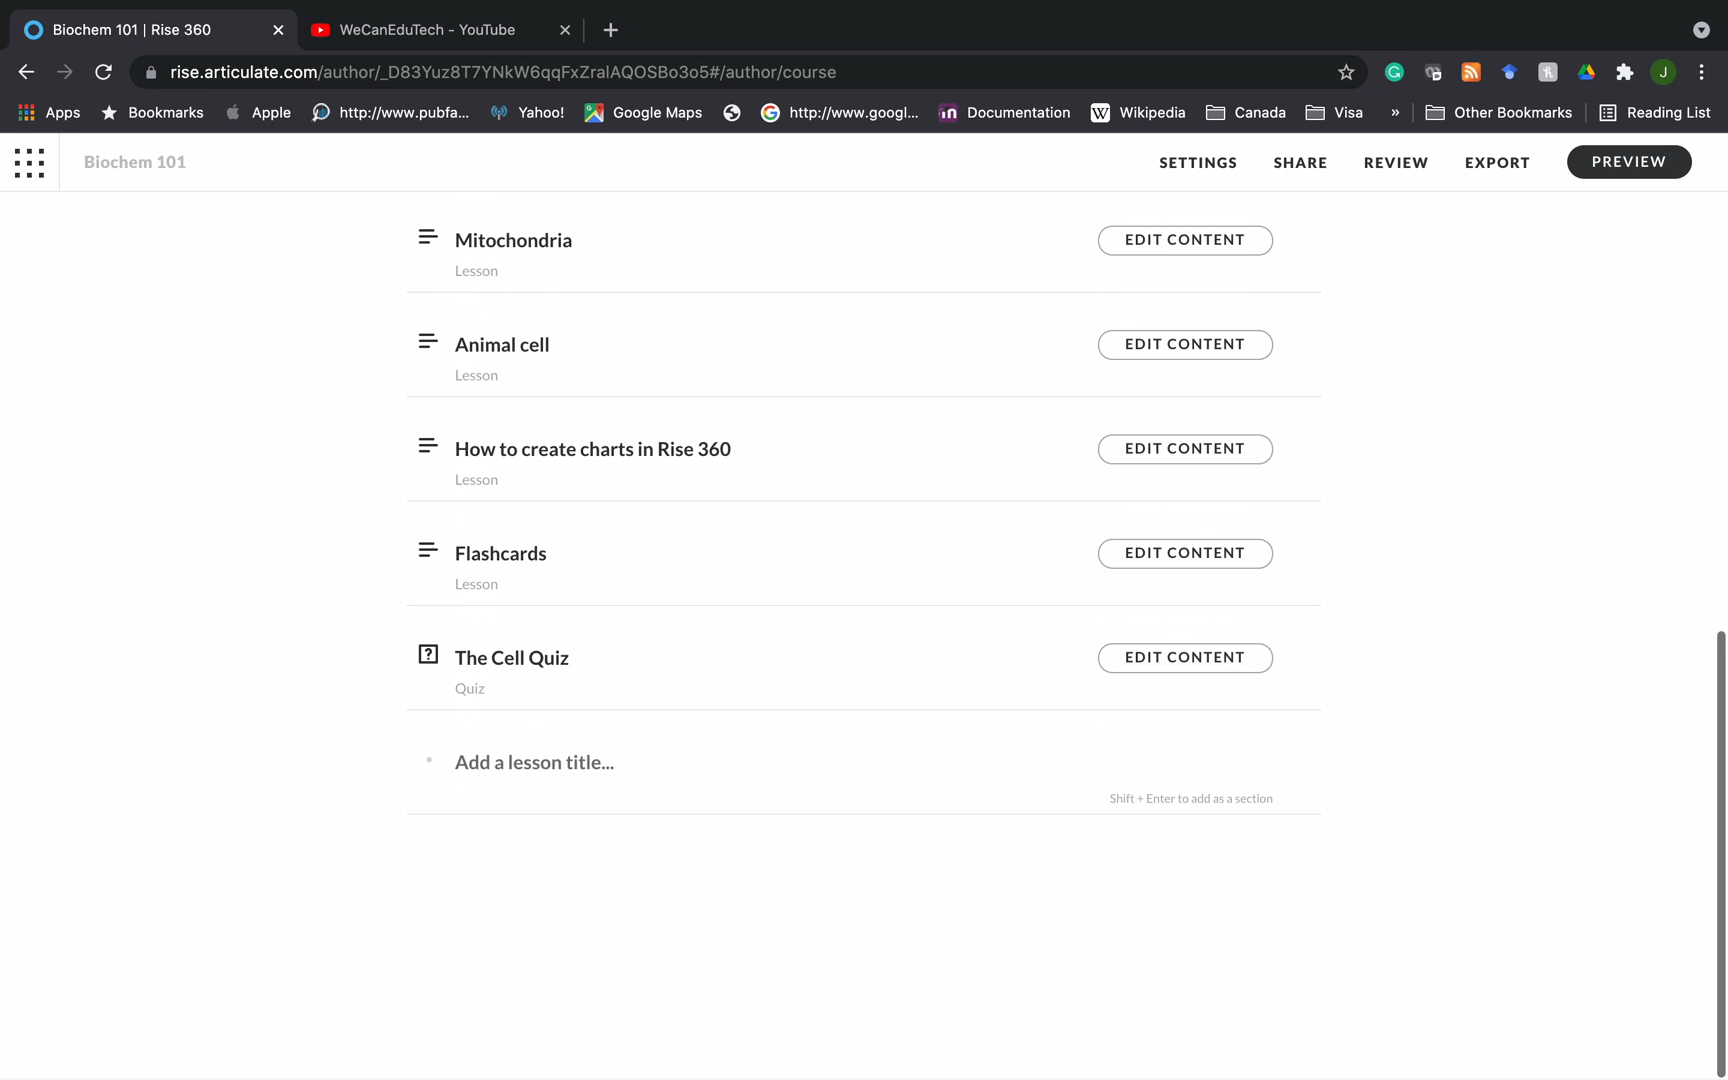 Biochem 101 | Rise 360
WeCanEduTech - YouTube
rise.articulate.com/author/_D83Yuz8T7YNkW6qqFxZralAQOSBo3o5#/author/course
J
Apps
Bookmarks
Apple
http://www.pubfa...
Yahoo!
Google Maps
http://www.googl...
Documentation
Wikipedia
Canada
Visa
»
Other Bookmarks
Reading List
Biochem 101
SETTINGS
SHARE
REVIEW
EXPORT
PREVIEW
Mitochondria
EDIT CONTENT
Lesson
Animal cell
EDIT CONTENT
Lesson
How to create charts in Rise 360
EDIT CONTENT
Lesson
Flashcards
EDIT CONTENT
Lesson
The Cell Quiz
EDIT CONTENT
Quiz
Add a lesson title...
Shift + Enter to add as a section